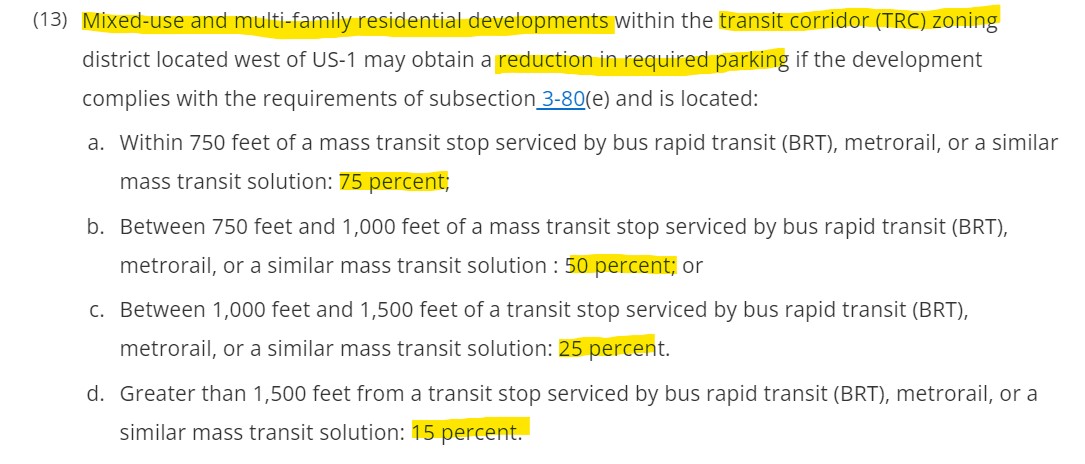 (13) Mixed-use and multi-family residential developments within the transit corridor (TRC) zoning
district located west of US-1 may obtain a reduction in required parking if the development
complies with the requirements of subsection 3-80(e) and is located:
a. Within 750 feet of a mass transit stop serviced by bus rapid transit (BRT), metrorail, or a similar
mass transit solution: 75 percent;
b. Between 750 feet and 1,000 feet of a mass transit stop serviced by bus rapid transit (BRT),
metrorail, or a similar mass transit solution : 50 percent; or
c. Between 1,000 feet and 1,500 feet of a transit stop serviced by bus rapid transit (BRT),
metrorail, or a similar mass transit solution: 25 percent.
d. Greater than 1,500 feet from a transit stop serviced by bus rapid transit (BRT), metrorail, or a
similar mass transit solution: 15 percent.